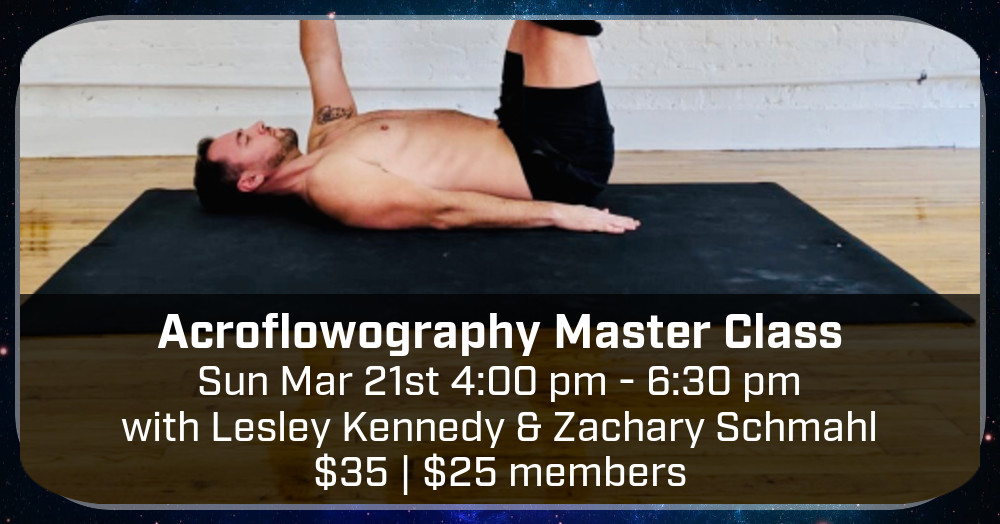 Acroflowography Master Class
Sun Mar 21st 4:00 pm - 6:30 pm
with Lesley Kennedy & Zachary Schmahl
$35 | $25 members